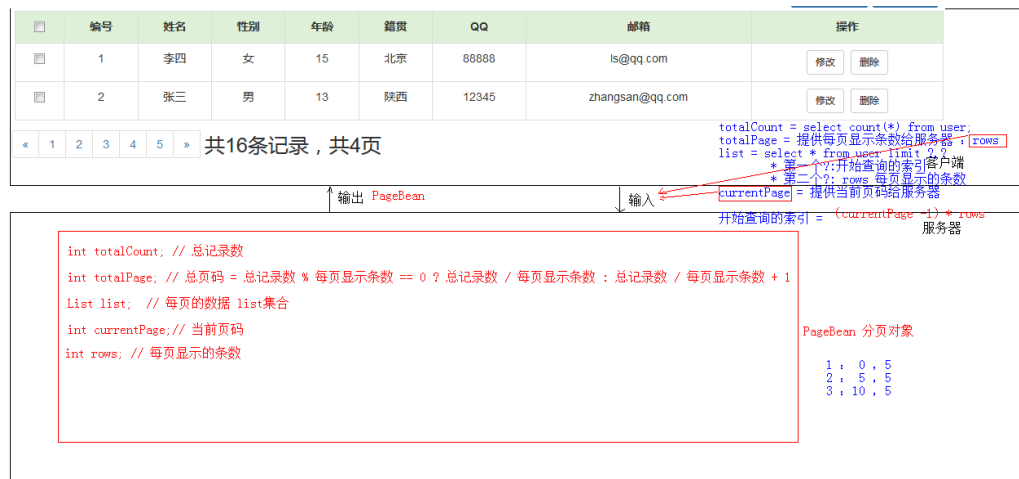 编号 姓名 性别 年龄 籍贯 QQ 邮箱 操作
1 李四 女 15 北京 88888 ls@qq.com 修改 删除
2 张三 男 13 陕西 12345 zhangsan@qq.com 修改 删除
« 1 2 3 4 5 » 共16条记录，共4页
totalCount = select count(*) from user;
totalPage = 提供每页显示条数给服务器 : rows
list = select * from user limit ?,?
* 第一个?:开始查询的索引
客户端
* 第二个?: rows 每页显示的条数
currentPage = 提供当前页码给服务器
输出 PageBean
输入
开始查询的索引 = (currentPage -1) * rows
服务器
int totalCount; // 总记录数
int totalPage; // 总页码 = 总记录数 % 每页显示条数 == 0 ? 总记录数 / 每页显示条数 : 总记录数 / 每页显示条数 + 1
List list; // 每页的数据 list集合
int currentPage;// 当前页码
int rows; // 每页显示的条数
PageBean 分页对象
1 : 0 , 5
2 : 5 , 5
3 : 10 , 5